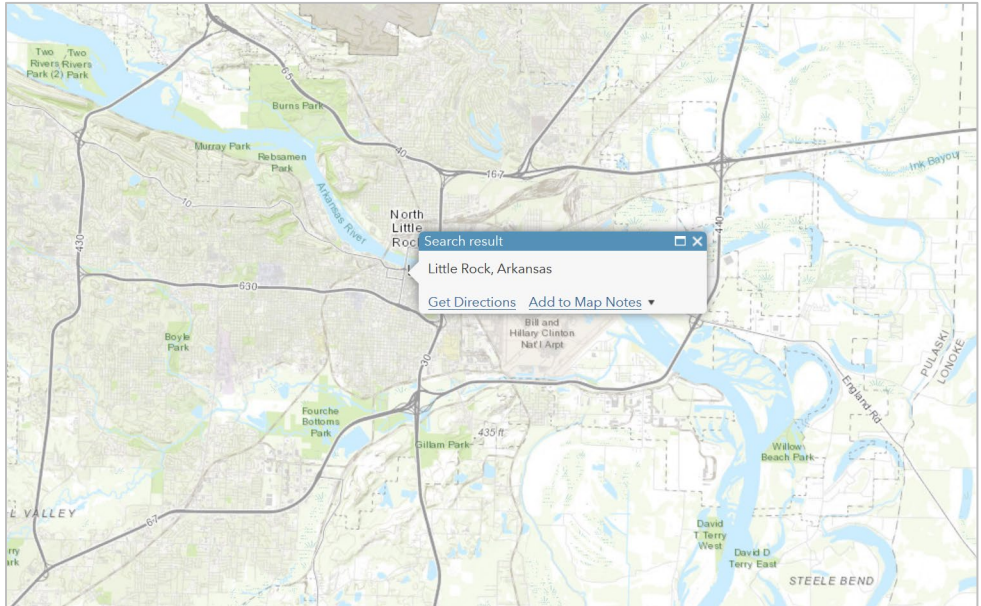 Two
Rivers
Park (2)
Two
Rivers
Park
65
Burns Park
Murray Park
Rebsamen
Park
40
167
Ink Bayou
10
Arkansas River
North
Little
Rock
430
440
Search result
Little Rock, Arkansas
Get Directions Add to Map Notes
630
Bill and
Hillary Clinton
Nat'l Arpt
Boyle
Park
30
PULASKI
LONOKE
England Rd
Fourche
Bottoms
Park
435 ft
Gillam Park
Willow
Beach Park
VALLEY
67
David
T Terry
West
David D
Terry East
STEELE BEND